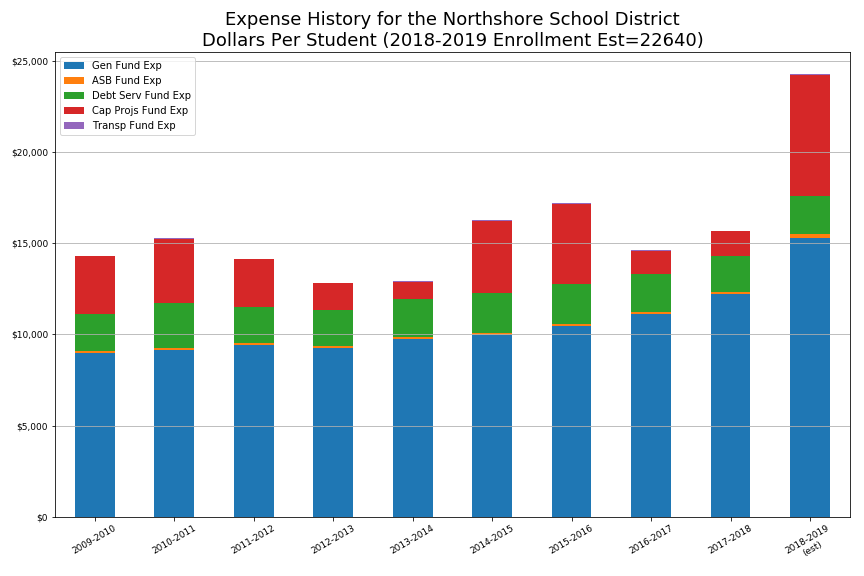 Expense History for the Northshore School District
Dollars Per Student (2018-2019 Enrollment Est=22640)
Gen Fund Exp
ASB Fund Exp
Debt Serv Fund Exp
Cap Projs Fund Exp
Transp Fund Exp
$25,000
$20,000
$15,000
$10,000
$5,000
$0
2009-2010
2010-2011
2011-2012
2012-2013
2013-2014
2014-2015
2015-2016
2016-2017
2017-2018
2018-2019
(est)